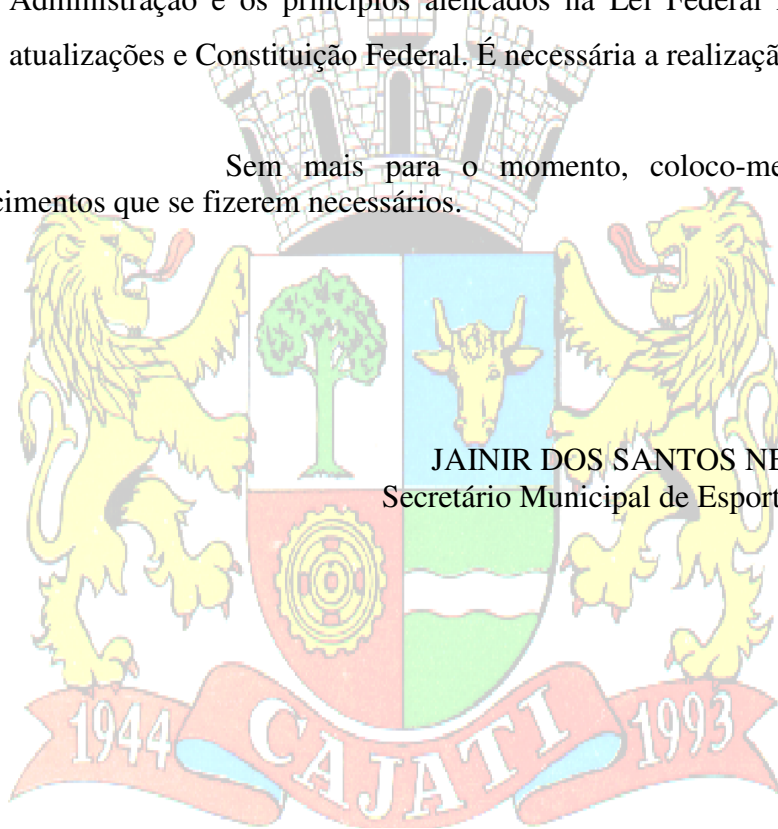 Administração e os princípios elencados na Lei Federal
atualizações e Constituição Federal. É necessária a realizaçã
Sem mais para o momento, coloco-me
cimentos que se fizerem necessários.
JAINIR DOS SANTOS NE
Secretário Municipal de Esport
1944 CAJATI 1993